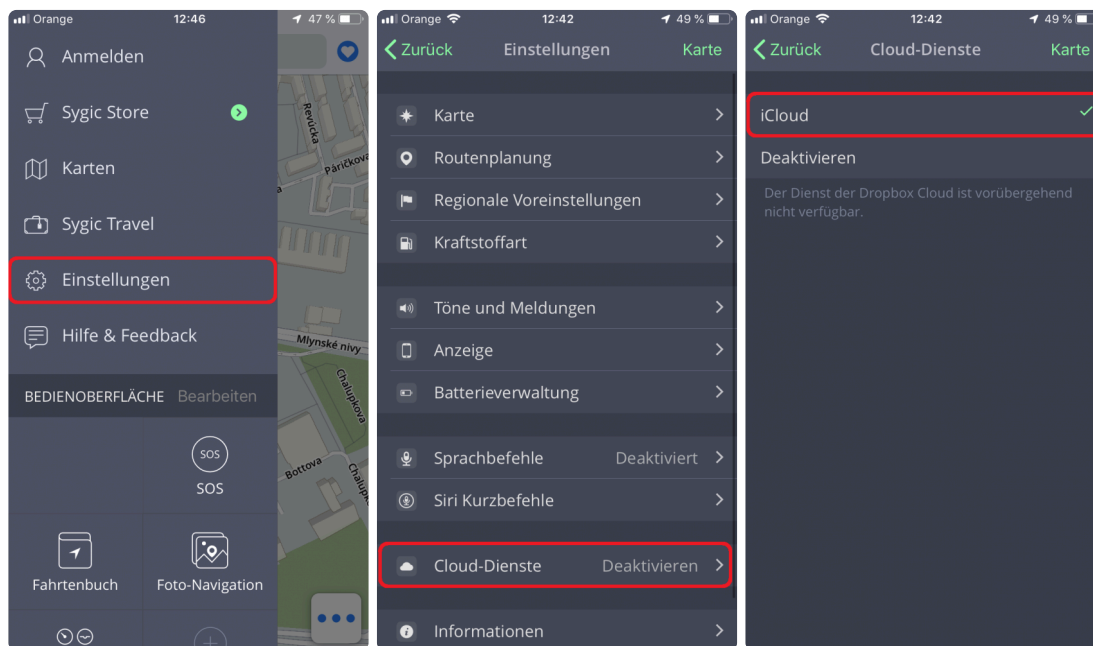 Orange 12:46 47 %
Anmelden
Sygic Store
Karten
Sygic Travel
Einstellungen
Hilfe & Feedback
BEDIENOBERFLÄCHE Bearbeiten
SOS
SOS
Fahrtenbuch Foto-Navigation
Revúcka
Páričkova
Mlynské nivy
Chalupkova
Bottova
Orange 12:42 49 %
Zurück Einstellungen Karte
Karte
Routenplanung
Regionale Voreinstellungen
Kraftstoffart
Töne und Meldungen
Anzeige
Batterieverwaltung
Sprachbefehle Deaktiviert
Siri Kurzbefehle
Cloud-Dienste Deaktivieren
Informationen
Orange 12:42 49 %
Zurück Cloud-Dienste Karte
iCloud
Deaktivieren
Der Dienst der Dropbox Cloud ist vorübergehend
nicht verfügbar.